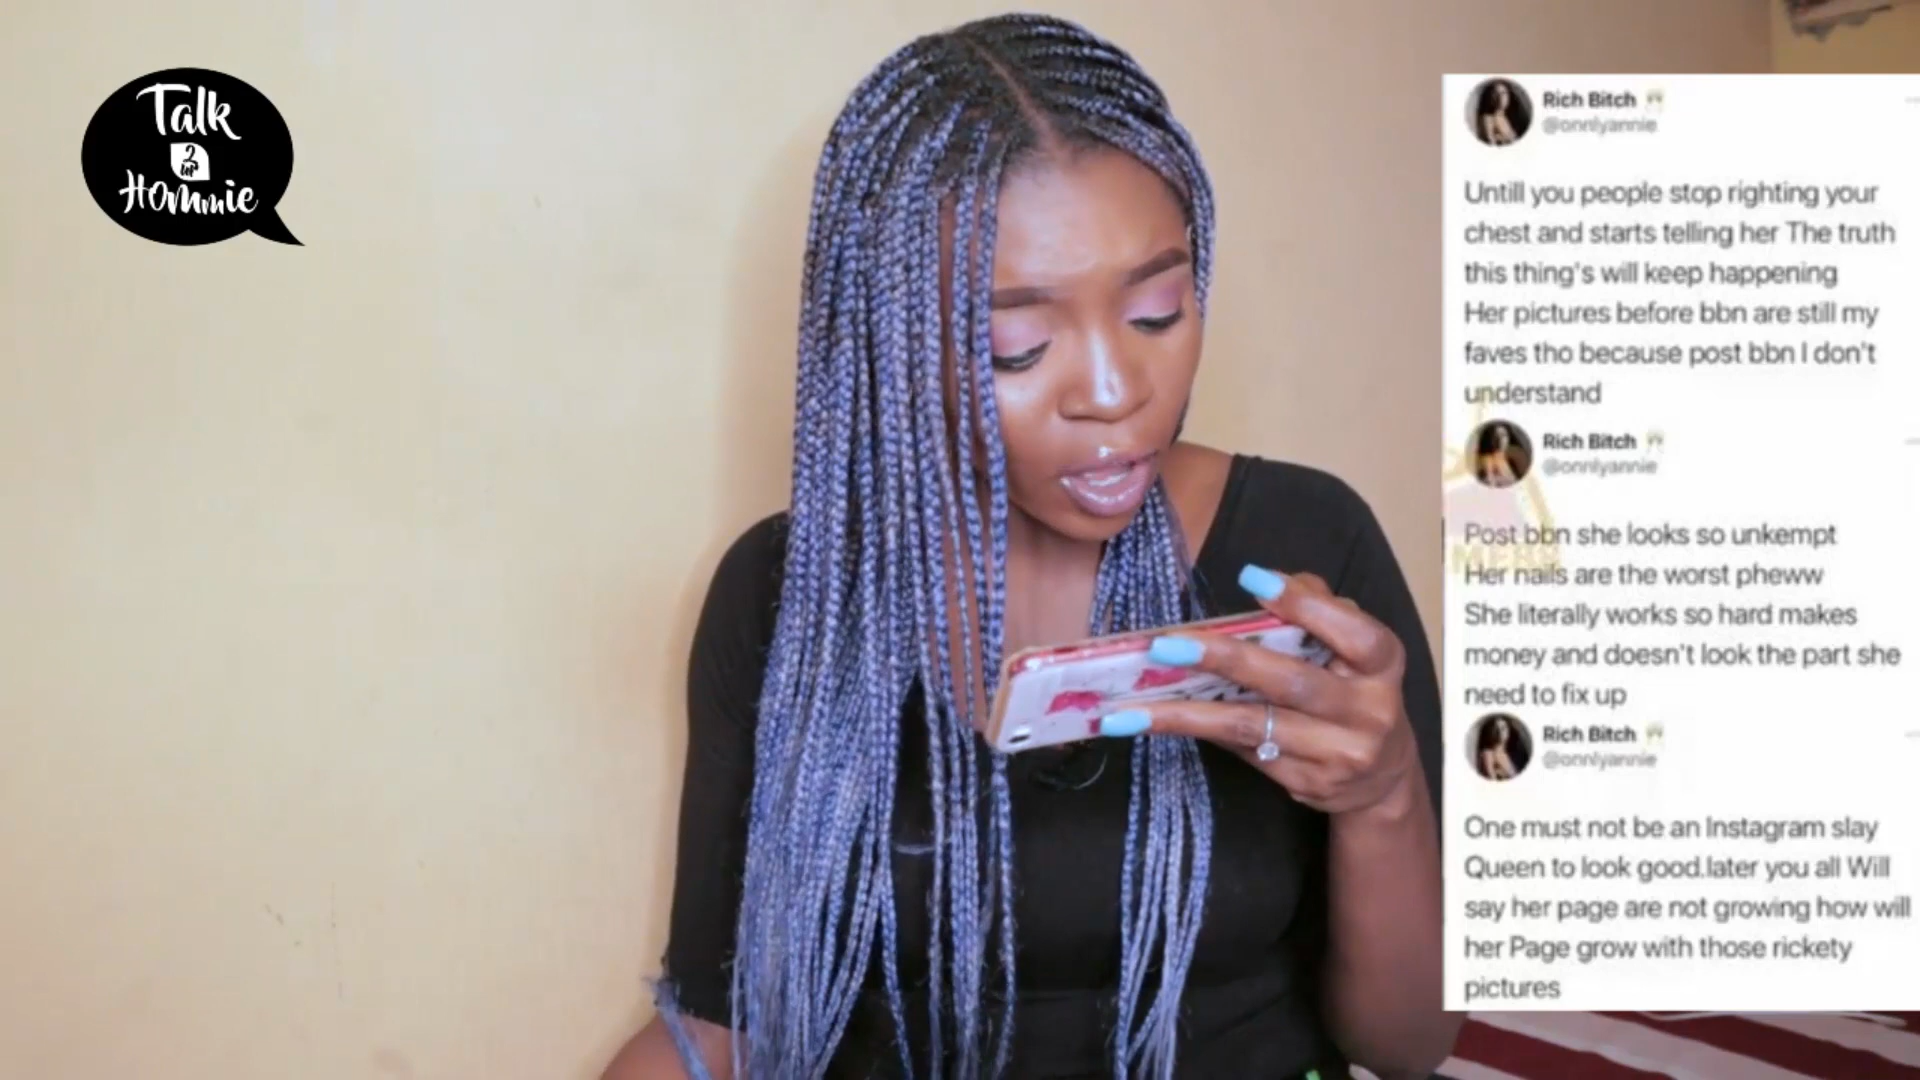 Talk
2
ur
Hommie
Rich Bitch
@onnlyannie
Untill you people stop righting your
chest and starts telling her The truth
this thing's will keep happening
Her pictures before bbn are still my
faves tho because post bbn I don't
understand
Rich Bitch
@onnlyannie
Post bbn she looks so unkempt
Her nails are the worst pheww
She literally works so hard makes
money and doesn't look the part she
need to fix up
Rich Bitch
@onnlyannie
One must not be an Instagram slay
Queen to look good.later you all Will
say her page are not growing how will
her Page grow with those rickety
pictures